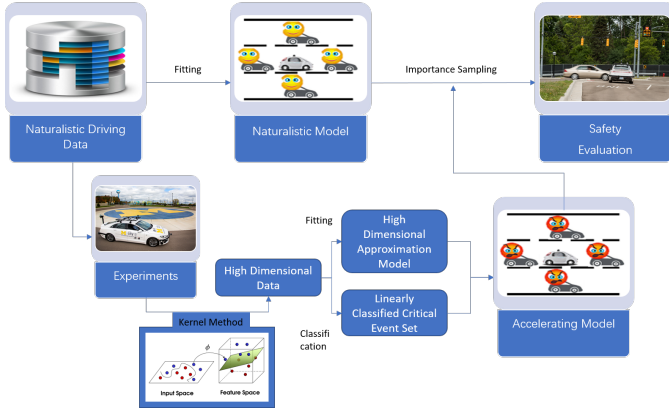 Fitting
Importance Sampling
Naturalistic Driving
Data
Naturalistic Model
Safety
Evaluation
Experiments
High Dimensional
Data
Fitting
High
Dimensional
Approximation
Model
Classifi
cation
Linearly
Classified Critical
Event Set
Accelerating Model
Kernel Method
ϕ
Input Space
Feature Space